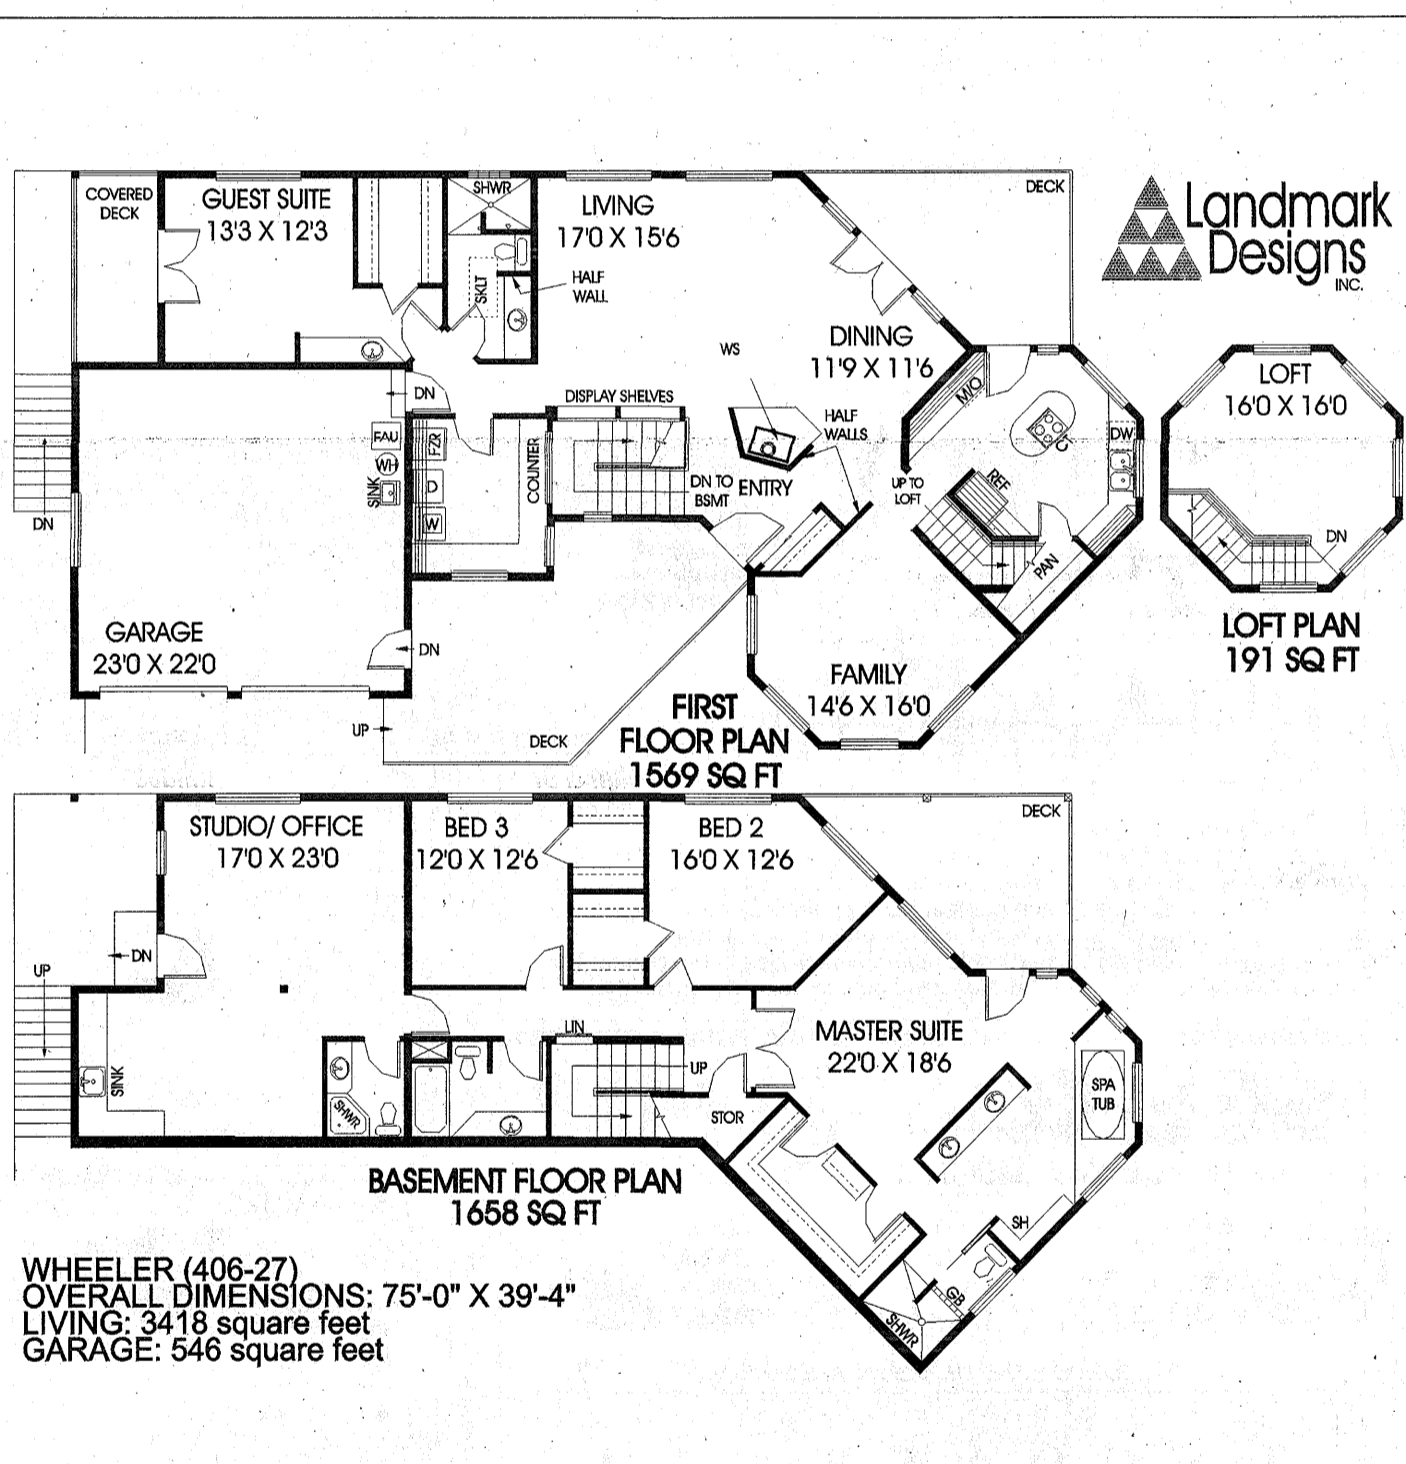 COVERED
DECK
GUEST SUITE
13'3 X 12'3
SHWR
SKLT
HALF
WALL
LIVING
17'0 X 15'6
DECK
Landmark
Designs
INC.
DINING
11'9 X 11'6
WS
DN
DISPLAY SHELVES
HALF
WALLS
M/O
CT
DW
LOFT
16'0 X 16'0
FAU
WH
SINK
FZR
D
W
COUNTER
DN TO
BSMT
ENTRY
UP TO
LOFT
REF
PAN
DN
DN
LOFT PLAN
191 SQ FT
GARAGE
23'0 X 22'0
DN
FAMILY
14'6 X 16'0
UP
DECK
FIRST
FLOOR PLAN
1569 SQ FT
STUDIO/ OFFICE
17'0 X 23'0
BED 3
12'0 X 12'6
BED 2
16'0 X 12'6
DECK
UP
DN
LIN
MASTER SUITE
22'0 X 18'6
SINK
SHWR
UP
STOR
SPA
TUB
SH
GB
SHWR
BASEMENT FLOOR PLAN
1658 SQ FT
WHEELER (406-27)
OVERALL DIMENSIONS: 75'-0" X 39'-4"
LIVING: 3418 square feet
GARAGE: 546 square feet